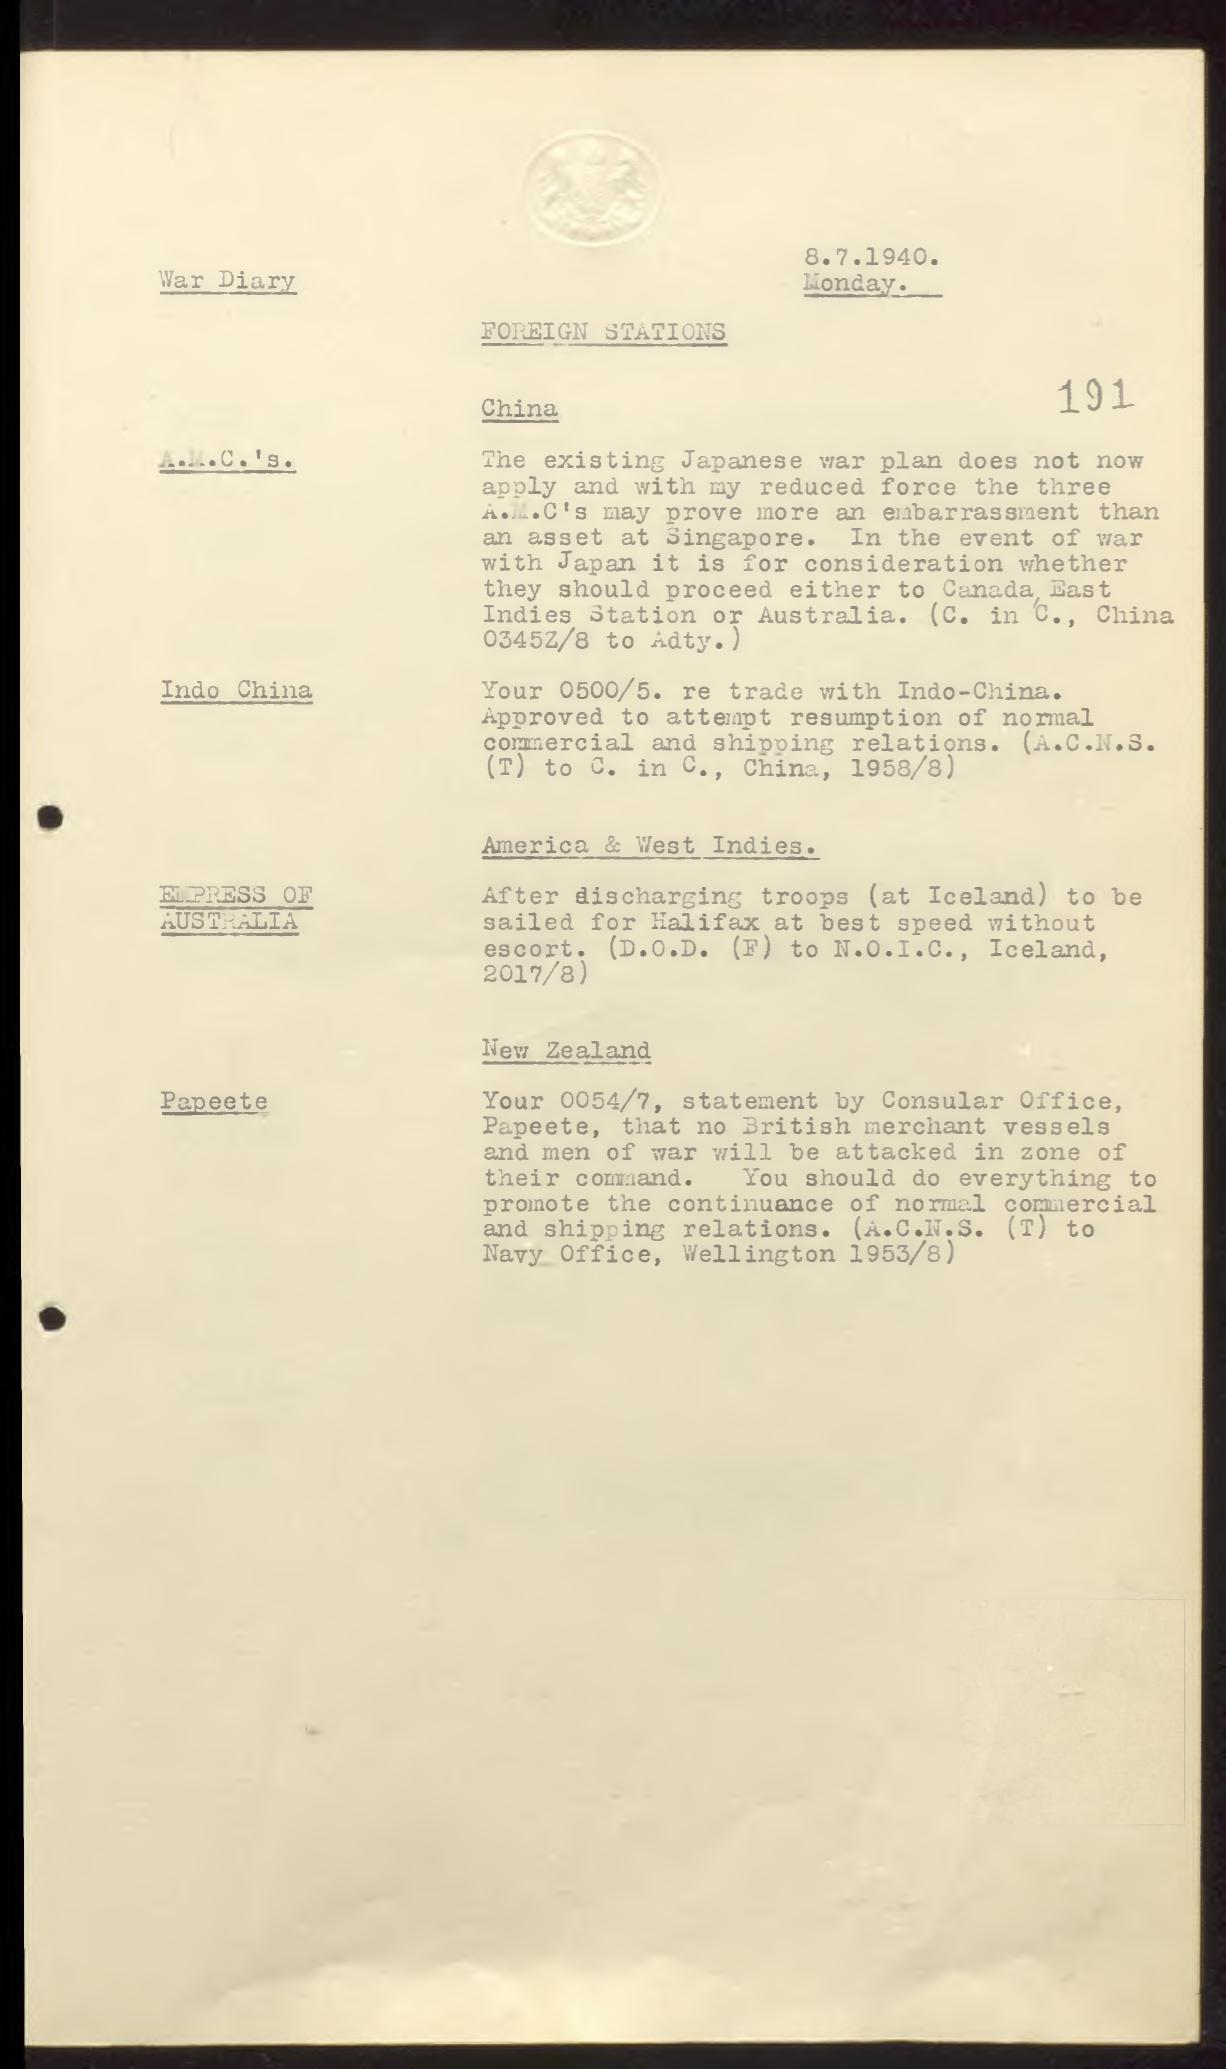 8.7.1940.
War Diary
Monday.
FOREIGN STATIONS
191
China
A.M.C.'s.
The existing Japanese war plan does not now
apply and with my reduced force the three
A.M.C's may prove more an embarrassment than
an asset at Singapore. In the event of war
with Japan it is for consideration whether
they should proceed either to Canada, East
Indies Station or Australia. (C. in C., China
0345Z/8 to Adty.)
Indo China
Your 0500/5. re trade with Indo-China.
Approved to attempt resumption of normal
commercial and shipping relations. (A.C.N.S.
(T) to C. in C., China, 1958/8)
America & West Indies.
EMPRESS OF
AUSTRALIA
After discharging troops (at Iceland) to be
sailed for Halifax at best speed without
escort. (D.O.D. (F) to N.O.I.C., Iceland,
2017/8)
New Zealand
Papeete
Your 0054/7, statement by Consular Office,
Papeete, that no British merchant vessels
and men of war will be attacked in zone of
their command. You should do everything to
promote the continuance of normal commercial
and shipping relations. (A.C.N.S. (T) to
Navy Office, Wellington 1953/8)